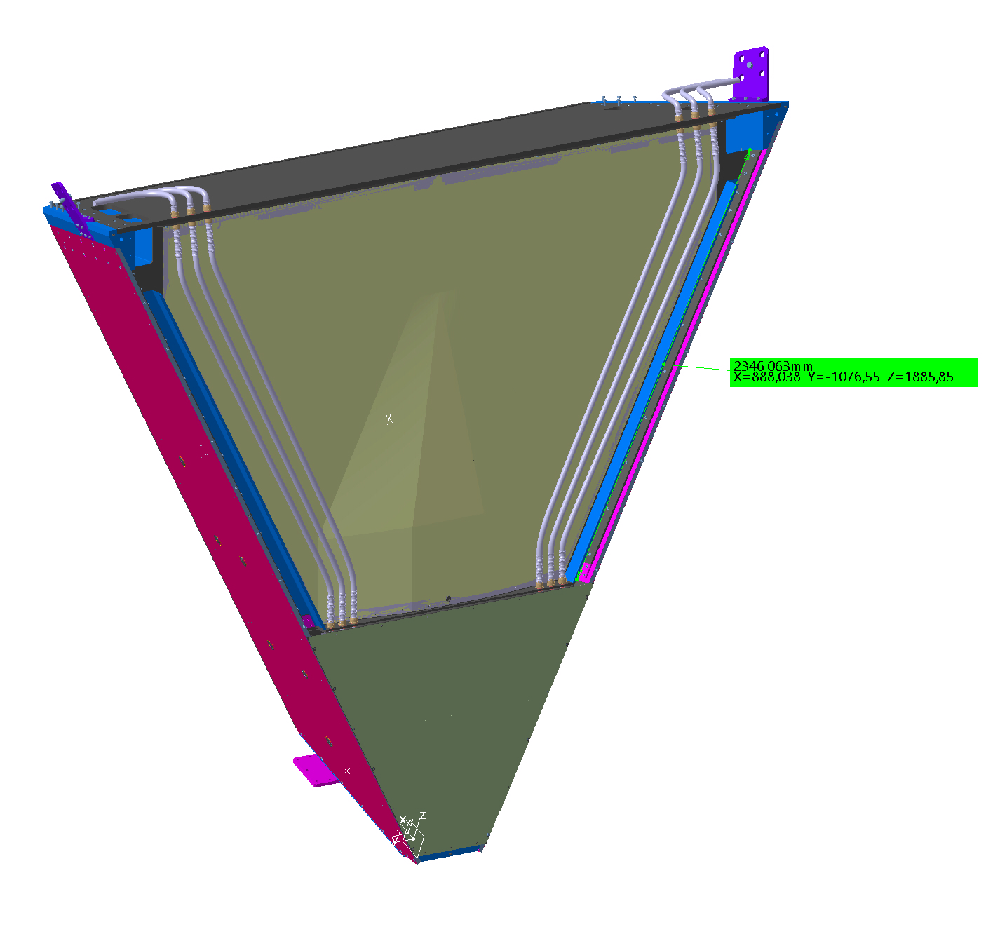 2346,063mm
X=888,038 Y=-1076,55 Z=1885,85
X
X
X Z
Y